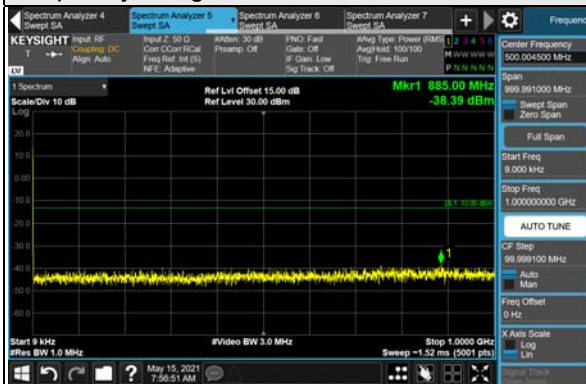 Spectrum Analyzer 4
Swept SA
Spectrum Analyzer 5
Swept SA
Spectrum Analyzer 6
Swept SA
Spectrum Analyzer 7
Swept SA
Frequenc
KEYSIGHT
Input: RF
Coupling: DC
Align: Auto
Input Z: 50 Ω
Corr CCorr RCal
Freq Ref: Int (S)
NFE: Adaptive
#Atten: 30 dB
Preamp: Off
PNO: Fast
Gate: Off
IF Gain: Low
Sig Track: Off
#Avg Type: Power (RMS
Avg|Hold: 100/100
Trig: Free Run
1 2 3 4 5 6
M W W W W W
P N N N N N
1 Spectrum
Scale/Div 10 dB
Log
Ref Lvl Offset 15.00 dB
Ref Level 30.00 dBm
Mkr1 885.00 MHz
-38.39 dBm
20.0
10.0
0.00
-10.0
-20.0
-30.0
-40.0
-50.0
-60.0
1
Start 9 kHz
#Res BW 1.0 MHz
#Video BW 3.0 MHz
Stop 1.0000 GHz
Sweep ~1.52 ms (5001 pts)
May 15, 2021
7:56:51 AM
Center Frequency
500.004500 MHz
Span
999.991000 MHz
Swept Span
Zero Span
Full Span
Start Freq
9.000 kHz
Stop Freq
1.000000000 GHz
AUTO TUNE
CF Step
99.999100 MHz
Auto
Man
Freq Offset
0 Hz
X Axis Scale
Log
Lin
Signal Track